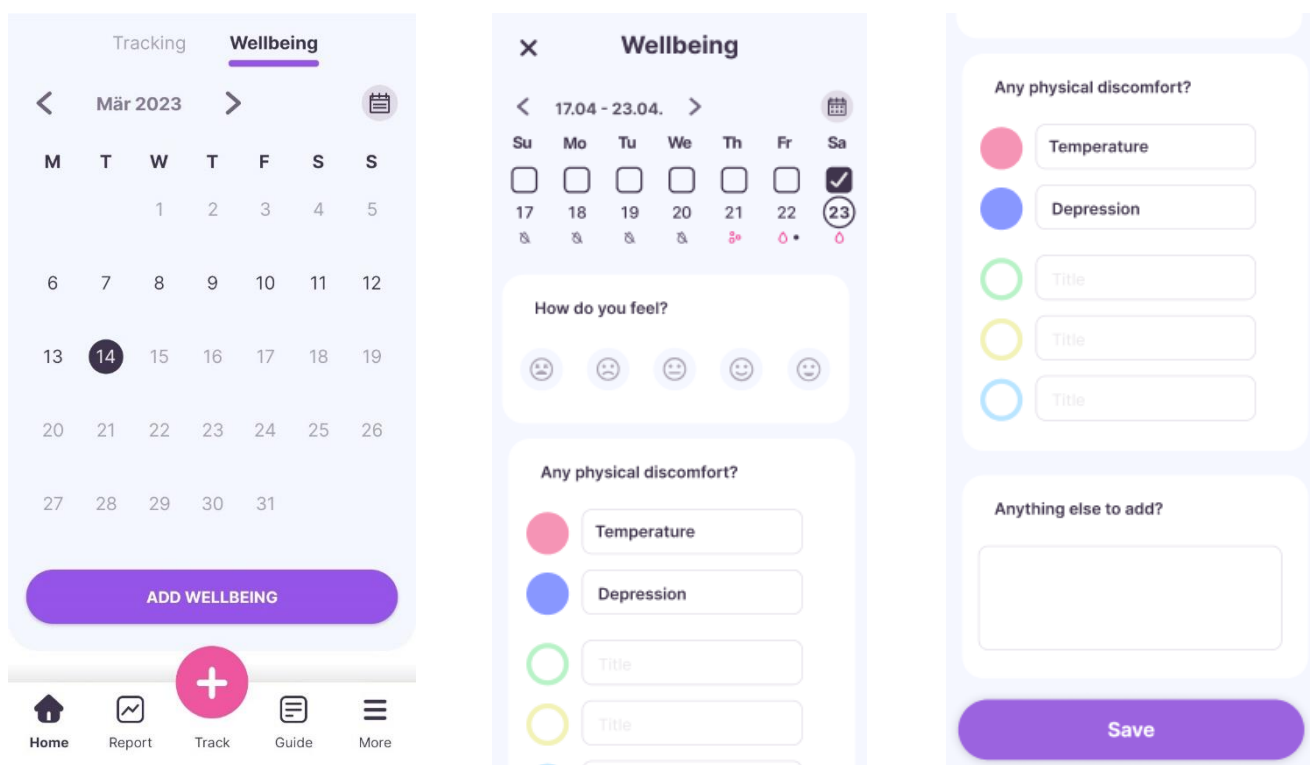 Tracking Wellbeing
Mär 2023
M T W T F S S
1 2 3 4 5
6 7 8 9 10 11 12
13 14 15 16 17 18 19
20 21 22 23 24 25 26
27 28 29 30 31
ADD WELLBEING
Home Report Track Guide More
Wellbeing
17.04 - 23.04.
Su Mo Tu We Th Fr Sa
17 18 19 20 21 22 23
How do you feel?
Any physical discomfort?
Temperature
Depression
Title
Title
Any physical discomfort?
Temperature
Depression
Title
Title
Title
Anything else to add?
Save